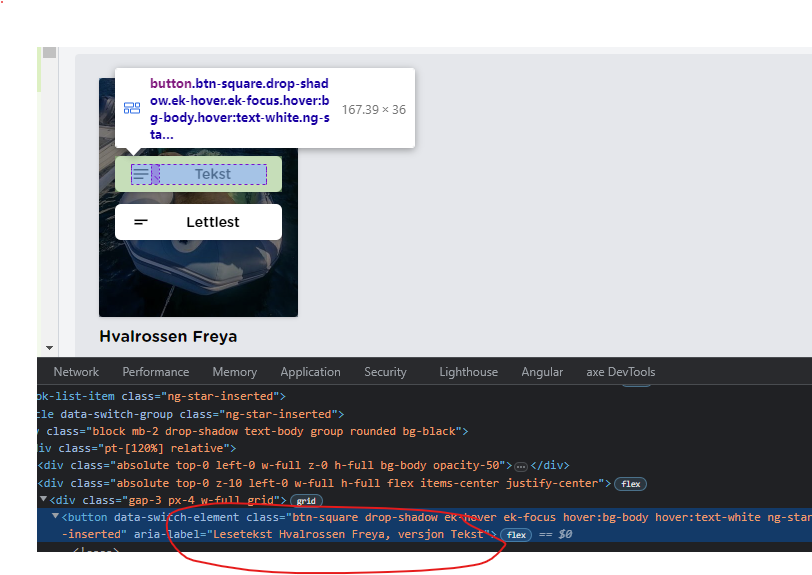 button.btn-square.drop-shad
ow.ek-hover.ek-focus.hover:b
g-body.hover:text-white.ng-s
ta…
167.39 × 36
Tekst
Lettlest
Hvalrossen Freya
Network Performance Memory Application Security Lighthouse Angular axe DevTools
ok-list-item class="ng-star-inserted">
cle data-switch-group class="ng-star-inserted">
class="block mb-2 drop-shadow text-body group rounded bg-black">
iv class="pt-[120%] relative">
<div class="absolute top-0 left-0 w-full z-0 h-full bg-body opacity-50">…</div>
<div class="absolute top-0 z-10 left-0 w-full h-full flex items-center justify-center"> flex
▼<div class="gap-3 px-4 w-full grid"> grid
▼<button data-switch-element class="btn-square drop-shadow ek-hover ek-focus hover:bg-body hover:text-white ng-star
-inserted" aria-label="Lesetekst Hvalrossen Freya, versjon Tekst"> flex == $0